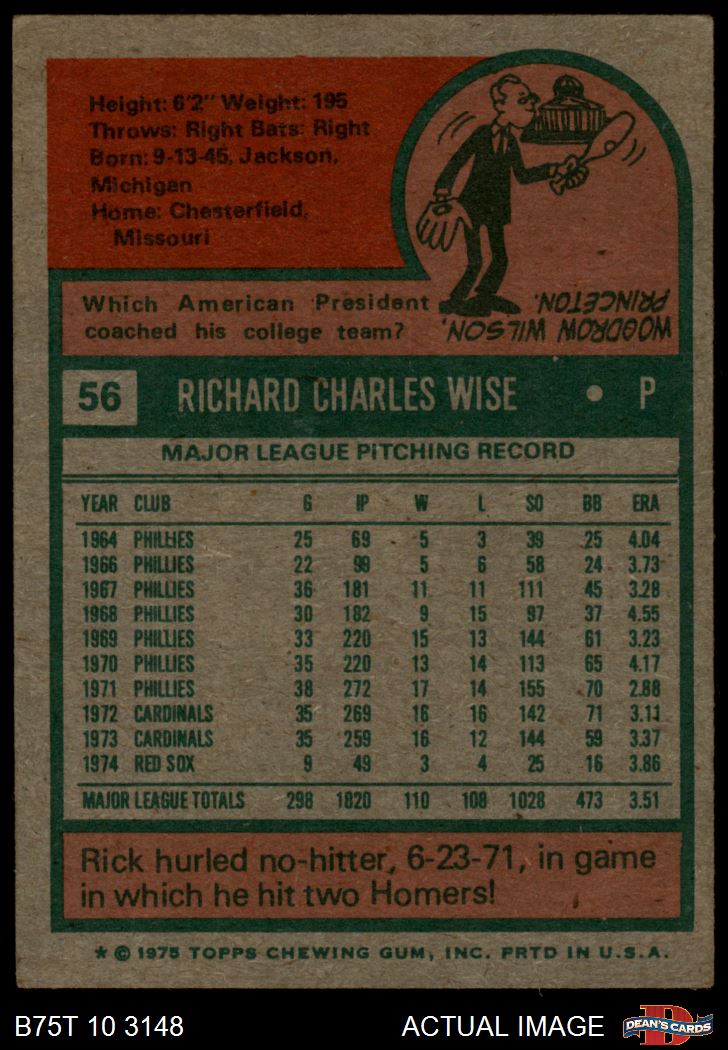 Height: 6'2" Weight: 195
Throws: Right Bats: Right
Born: 9-13-45, Jackson,
Michigan
Home: Chesterfield,
Missouri
Which American President
coached his college team?
WOODROW WILSON,
PRINCETON.
56 RICHARD CHARLES WISE • P
MAJOR LEAGUE PITCHING RECORD
YEAR CLUB G IP W L SO BB ERA
1964 PHILLIES 25 69 5 3 39 25 4.04
1966 PHILLIES 22 99 5 6 58 24 3.73
1967 PHILLIES 36 181 11 11 111 45 3.28
1968 PHILLIES 30 182 9 15 97 37 4.55
1969 PHILLIES 33 220 15 13 144 61 3.23
1970 PHILLIES 35 220 13 14 113 65 4.17
1971 PHILLIES 38 272 17 14 155 70 2.88
1972 CARDINALS 35 269 16 16 142 71 3.11
1973 CARDINALS 35 259 16 12 144 59 3.37
1974 RED SOX 9 49 3 4 25 16 3.86
MAJOR LEAGUE TOTALS 298 1820 110 108 1028 473 3.51
Rick hurled no-hitter, 6-23-71, in game
in which he hit two Homers!
* © 1975 TOPPS CHEWING GUM, INC. PRTD IN U.S.A.
B75T 10 3148 ACTUAL IMAGE D DEAN'S CARDS